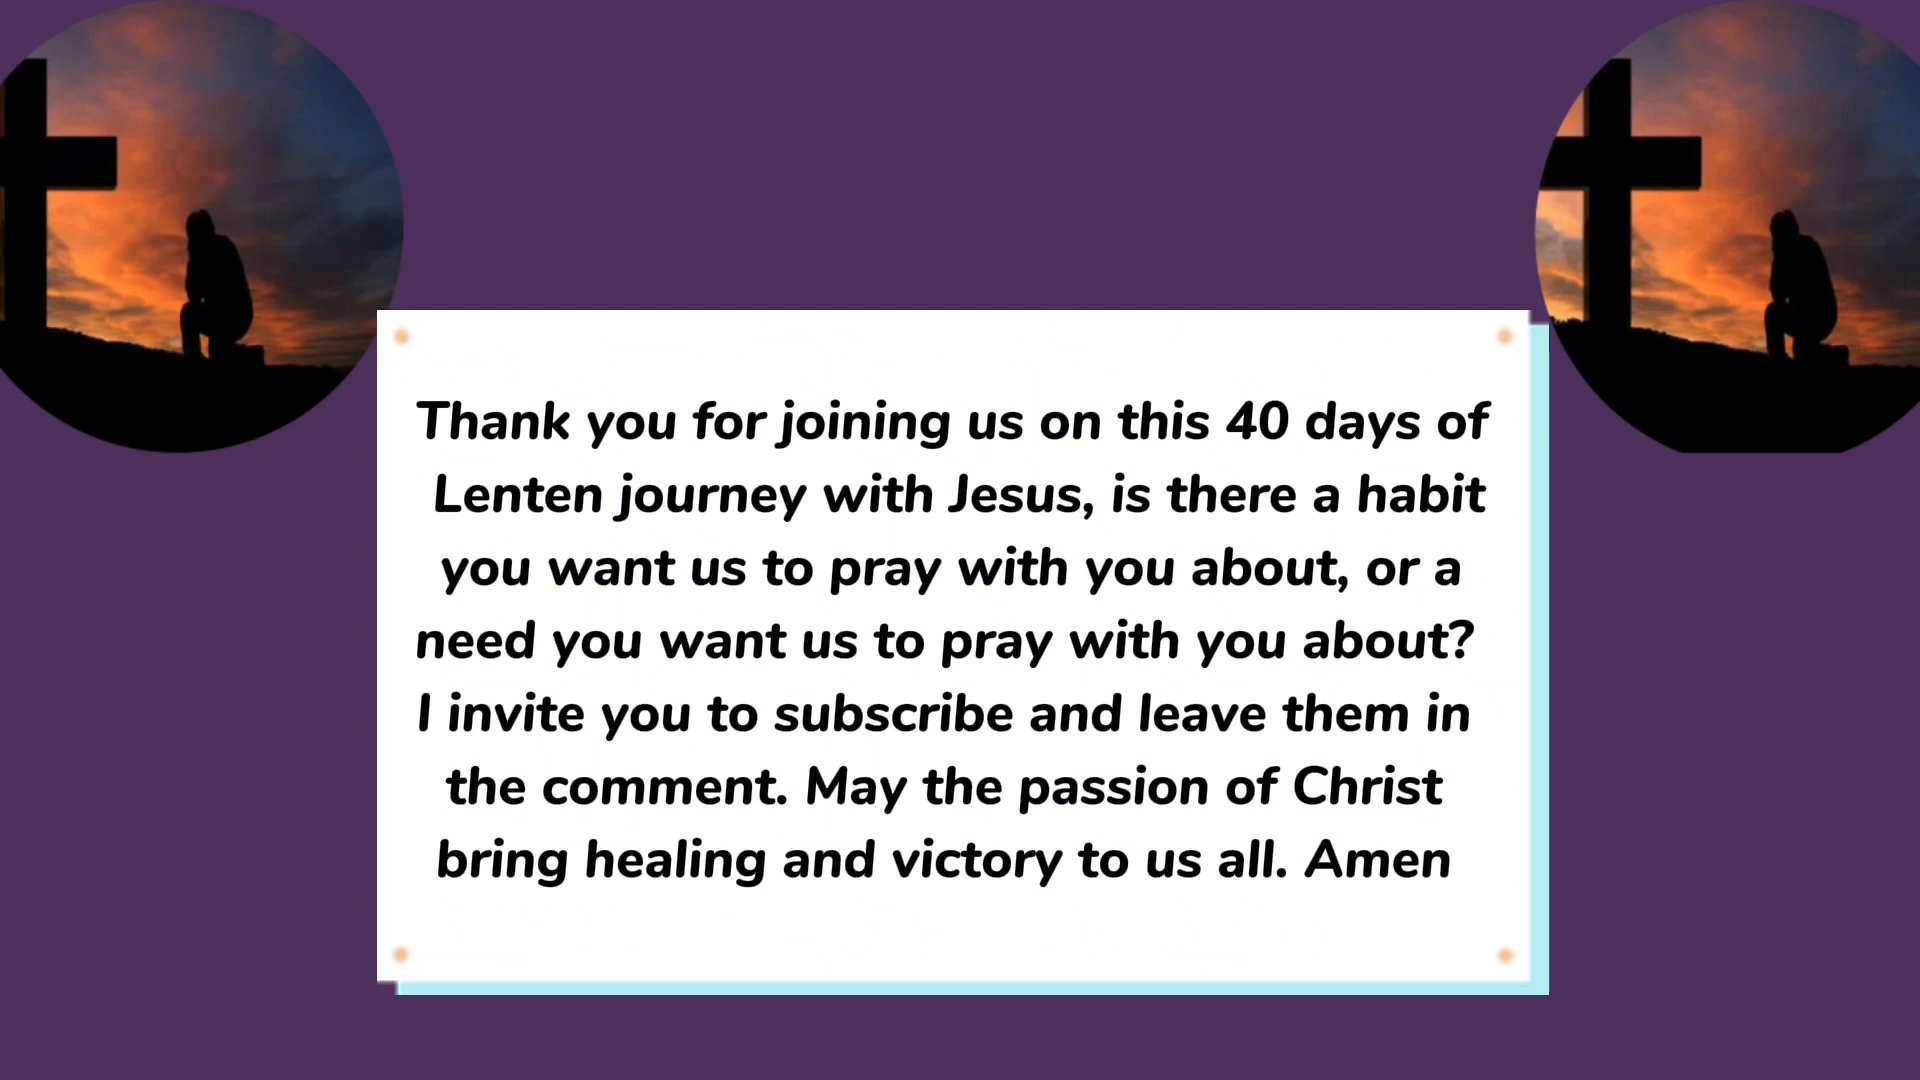 Thank you for joining us on this 40 days of
Lenten journey with Jesus, is there a habit
you want us to pray with you about, or a
need you want us to pray with you about?
I invite you to subscribe and leave them in
the comment. May the passion of Christ
bring healing and victory to us all. Amen